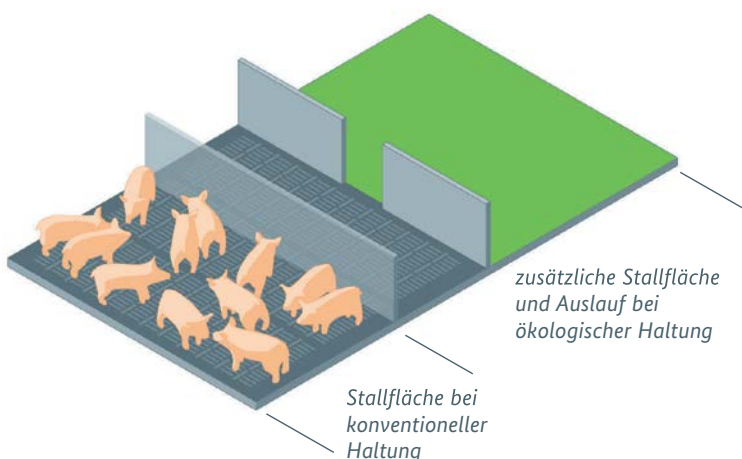 zusätzliche Stallfläche
und Auslauf bei
ökologischer Haltung
Stallfläche bei
konventioneller
Haltung